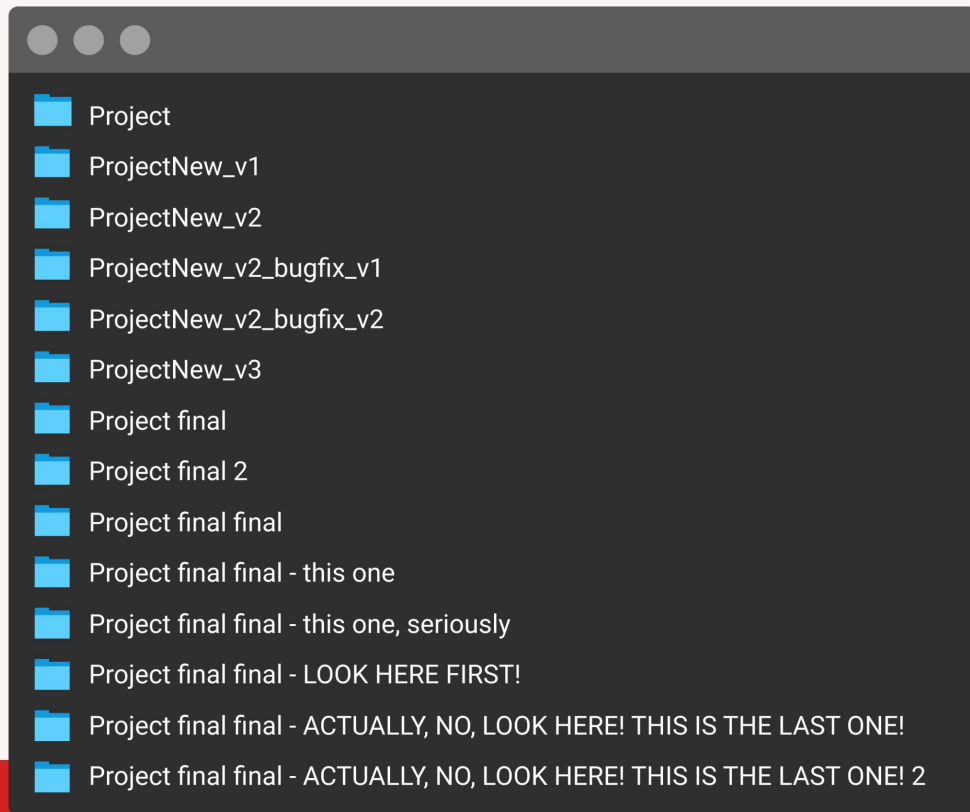 Project
ProjectNew_v1
ProjectNew_v2
ProjectNew_v2_bugfix_v1
ProjectNew_v2_bugfix_v2
ProjectNew_v3
Project final
Project final 2
Project final final
Project final final - this one
Project final final - this one, seriously
Project final final - LOOK HERE FIRST!
Project final final - ACTUALLY, NO, LOOK HERE! THIS IS THE LAST ONE!
Project final final - ACTUALLY, NO, LOOK HERE! THIS IS THE LAST ONE! 2